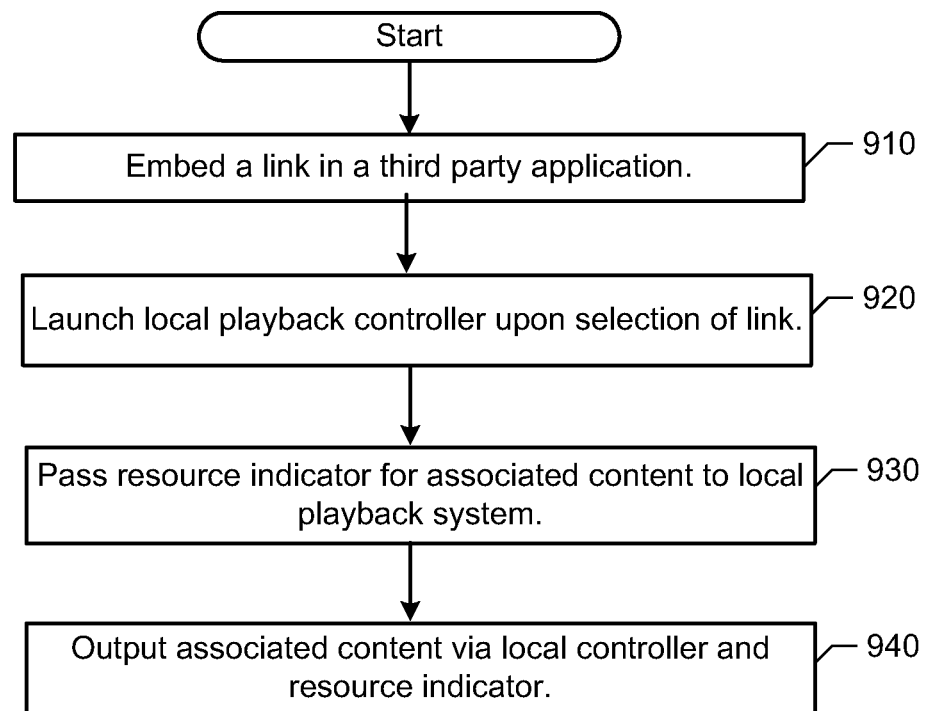 Start
Embed a link in a third party application.
910
Launch local playback controller upon selection of link.
920
Pass resource indicator for associated content to local
playback system.
930
Output associated content via local controller and
resource indicator.
940